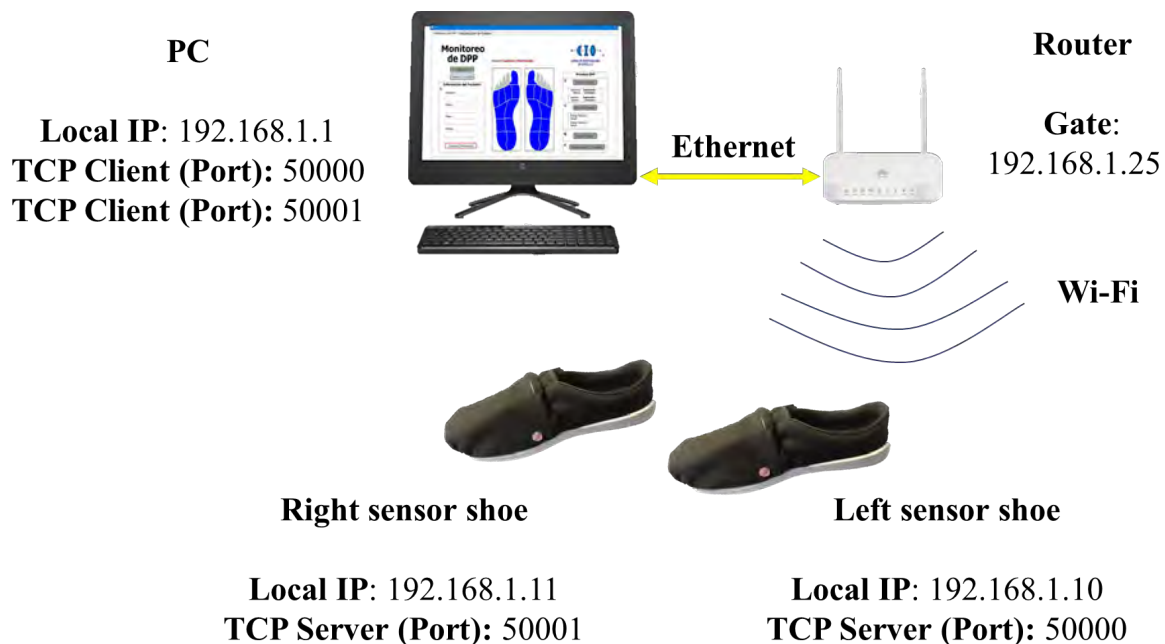 PC
Local IP: 192.168.1.1
TCP Client (Port): 50000
TCP Client (Port): 50001
Monitoreo
de DPP
Ethernet
Router
Gate:
192.168.1.25
Wi-Fi
Right sensor shoe
Local IP: 192.168.1.11
TCP Server (Port): 50001
Left sensor shoe
Local IP: 192.168.1.10
TCP Server (Port): 50000